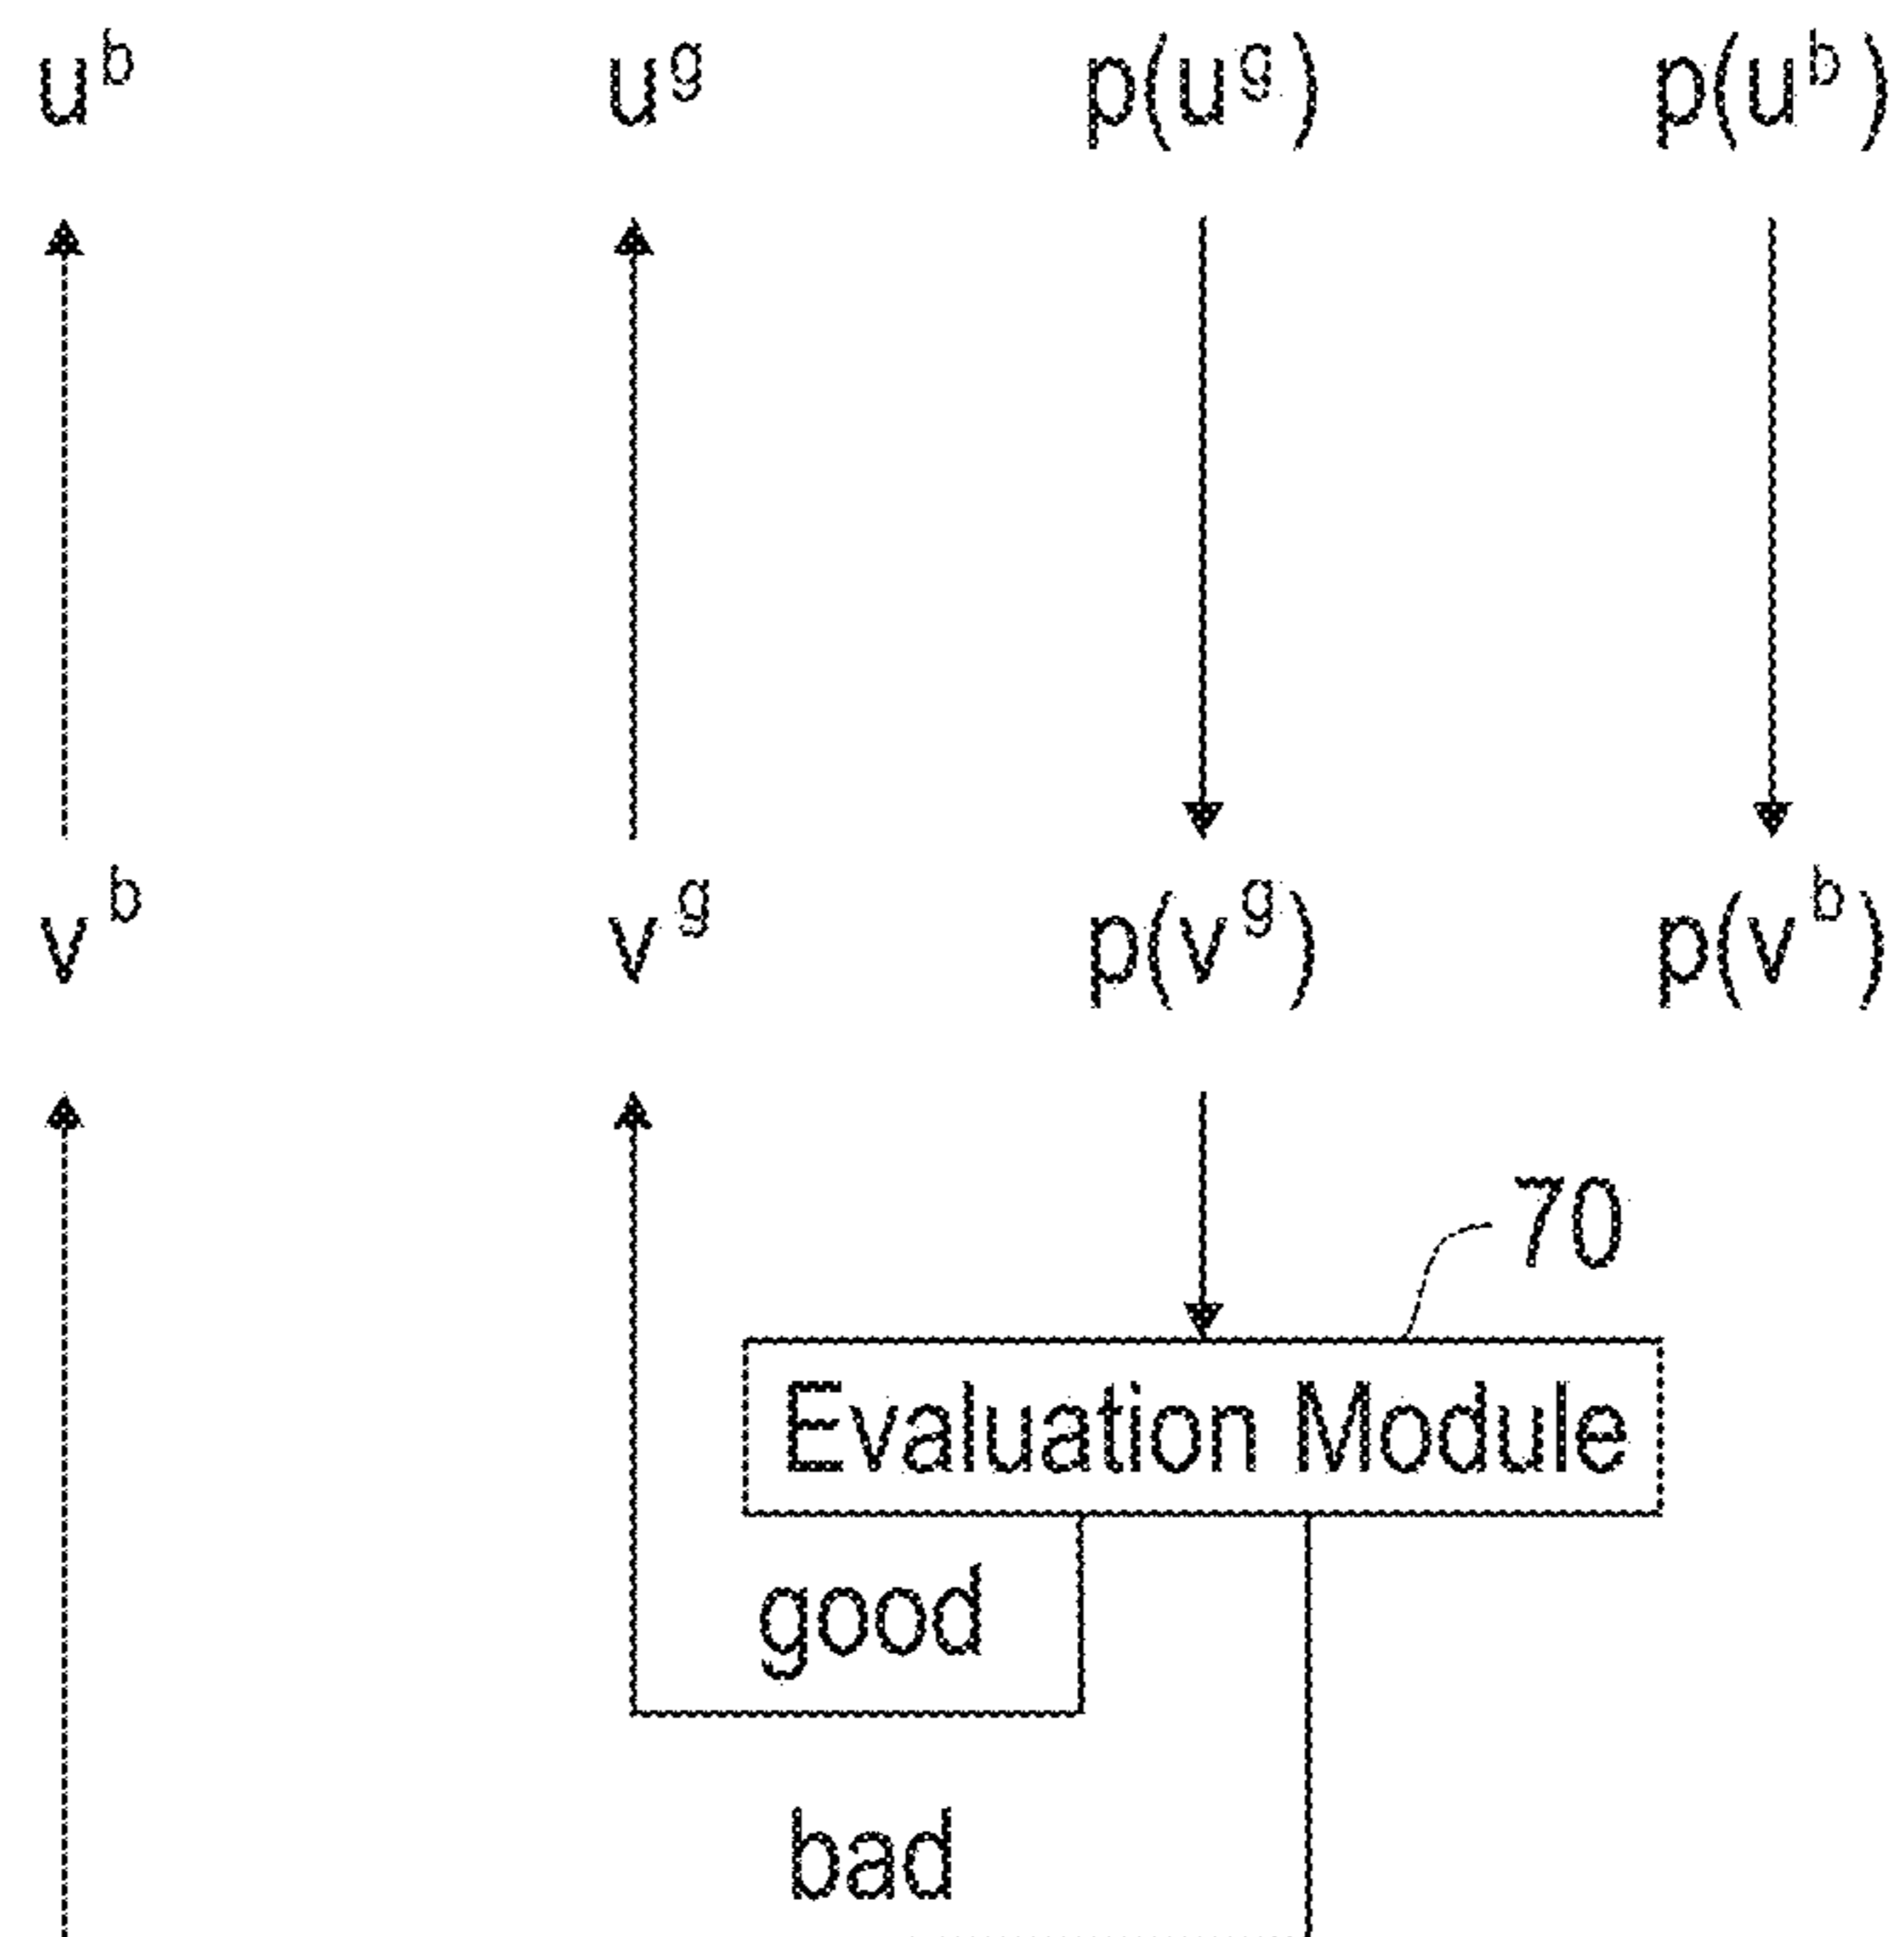 u^b u^g p(u^g) p(u^b)
v^b v^g p(v^g) p(v^b)
70
Evaluation Module
good
bad